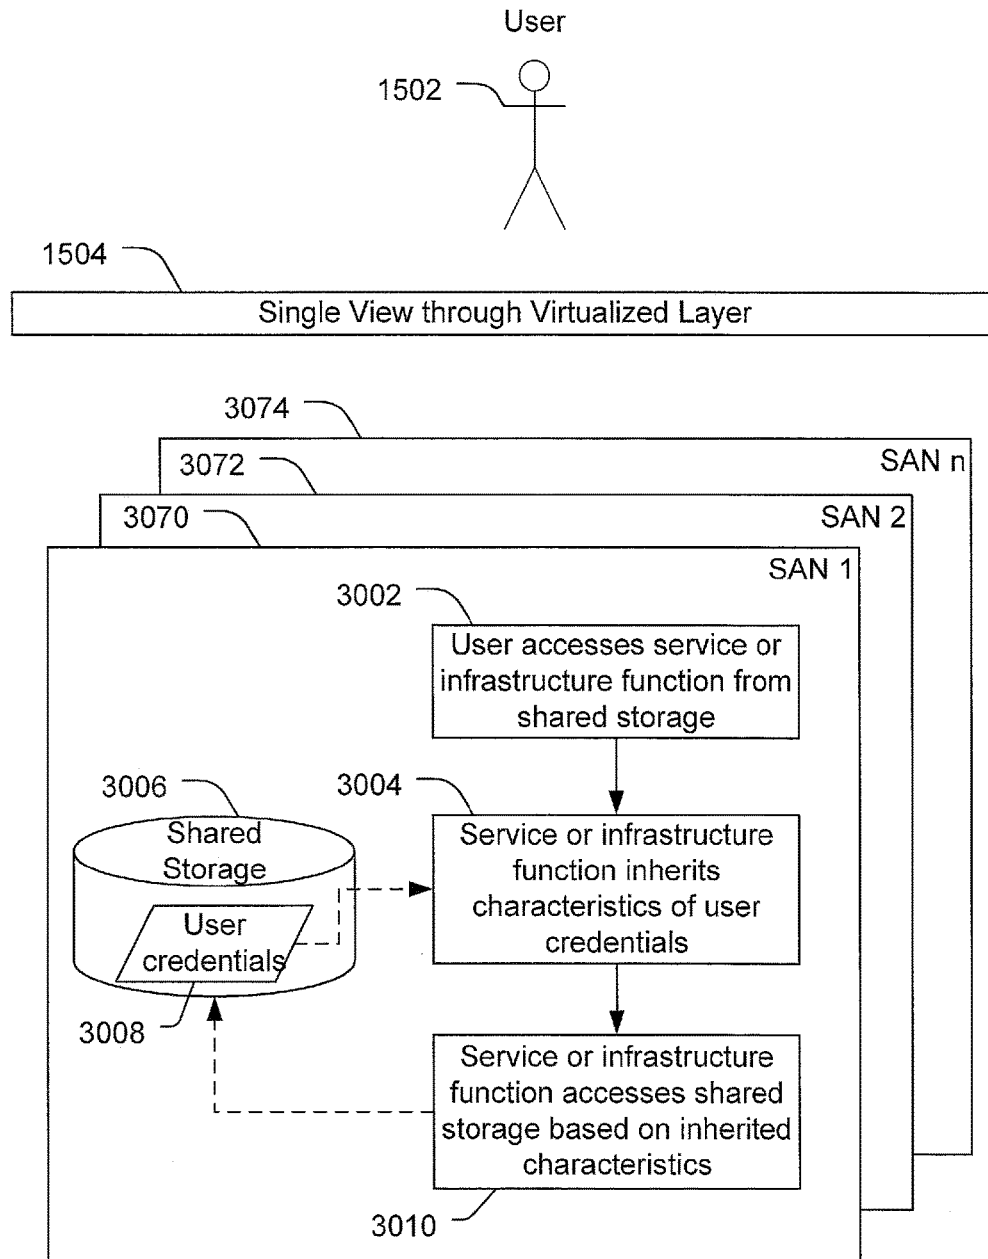 User
1502
1504
Single View through Virtualized Layer
3074
SAN n
3072
SAN 2
3070
SAN 1
3002
User accesses service or
infrastructure function from
shared storage
3006
Shared
Storage
User
credentials
3008
3004
Service or infrastructure
function inherits
characteristics of user
credentials
Service or infrastructure
function accesses shared
storage based on inherited
characteristics
3010